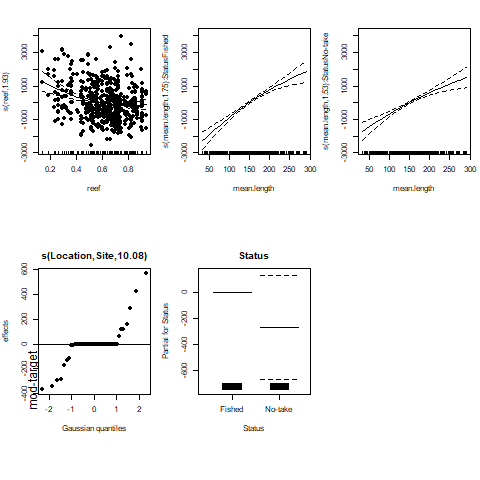 s(reef,1.93)
-3000
-1000
1000
3000
0.2
0.4
0.6
0.8
reef
s(mean.length,1.75):StatusFished
-3000
-1000
1000
3000
50
100
150
200
250
300
mean.length
s(mean.length,1.53):StatusNo-take
-3000
-1000
1000
3000
50
100
150
200
250
300
mean.length
s(Location,Site,10.08)
effects
-400
-200
0
200
400
600
-2
-1
0
1
2
Gaussian quantiles
mod-target
Status
Partial for Status
-600
-400
-200
0
Fished
No-take
Status